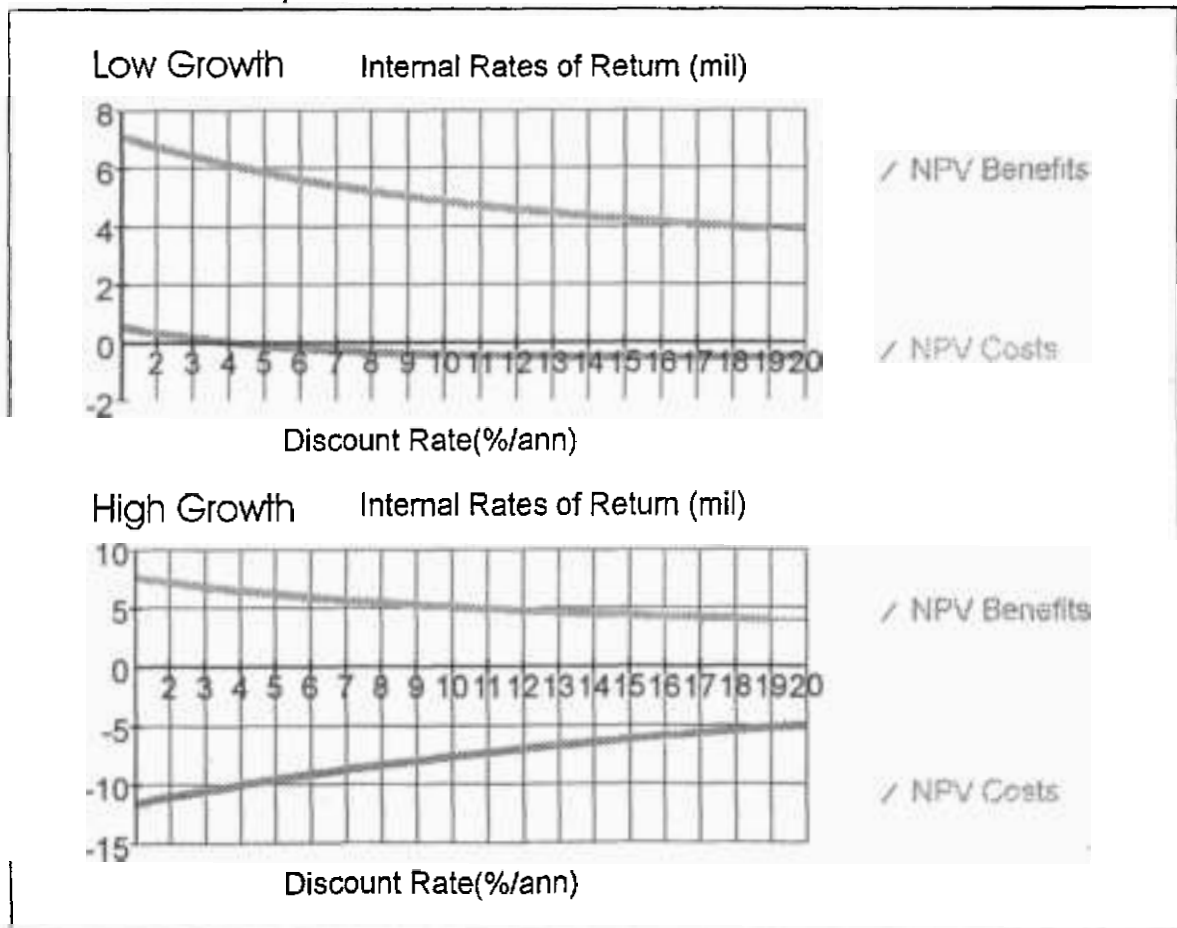 Low Growth Internal Rates of Return (mil)
8
6
4
2
0
-2
2 3 4 5 6 7 8 9 10 11 12 13 14 15 16 17 18 19 20
NPV Benefits
NPV Costs
Discount Rate(%/ann)
High Growth Internal Rates of Return (mil)
10
5
0
-5
-10
-15
2 3 4 5 6 7 8 9 10 11 12 13 14 15 16 17 18 19 20
NPV Benefits
NPV Costs
Discount Rate(%/ann)